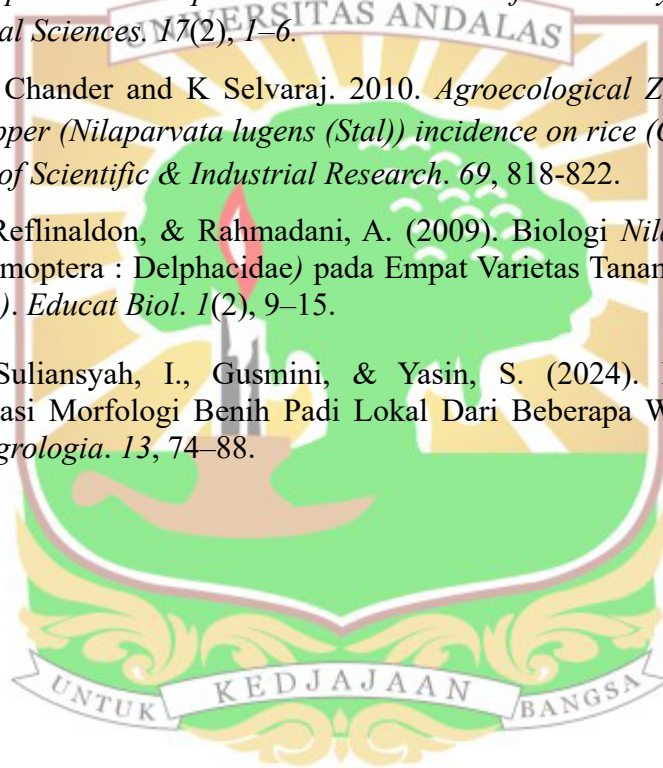 al Sciences. 17(2), 1–6.
UNIVERSITAS ANDALAS
Chander and K Selvaraj. 2010. Agroecological Z
pper (Nilaparvata lugens (Stal)) incidence on rice (
of Scientific & Industrial Research. 69, 818-822.
Reflinaldon, & Rahmadani, A. (2009). Biologi Nil
moptera : Delphacidae) pada Empat Varietas Tanam
). Educat Biol. 1(2), 9–15.
Suliansyah, I., Gusmini, & Yasin, S. (2024).
asi Morfologi Benih Padi Lokal Dari Beberapa W
grologia. 13, 74–88.
UNTUK KEDJAJAAN BANGSA